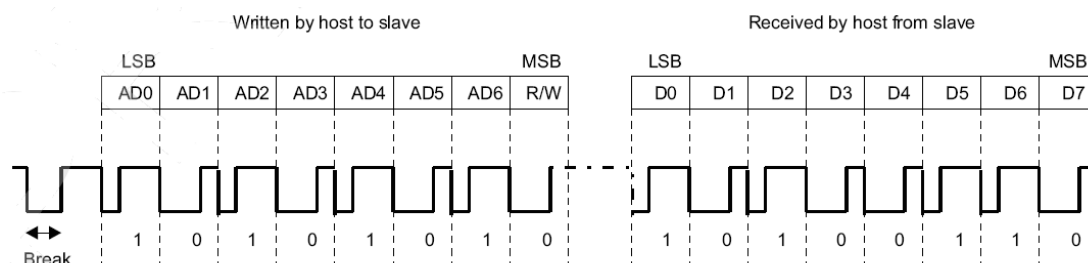 Written by host to slave Received by host from slave
LSB MSB LSB MSB
AD0 AD1 AD2 AD3 AD4 AD5 AD6 R/W D0 D1 D2 D3 D4 D5 D6 D7
1 0 1 0 1 0 1 0 1 0 1 0 0 1 1 0
Break